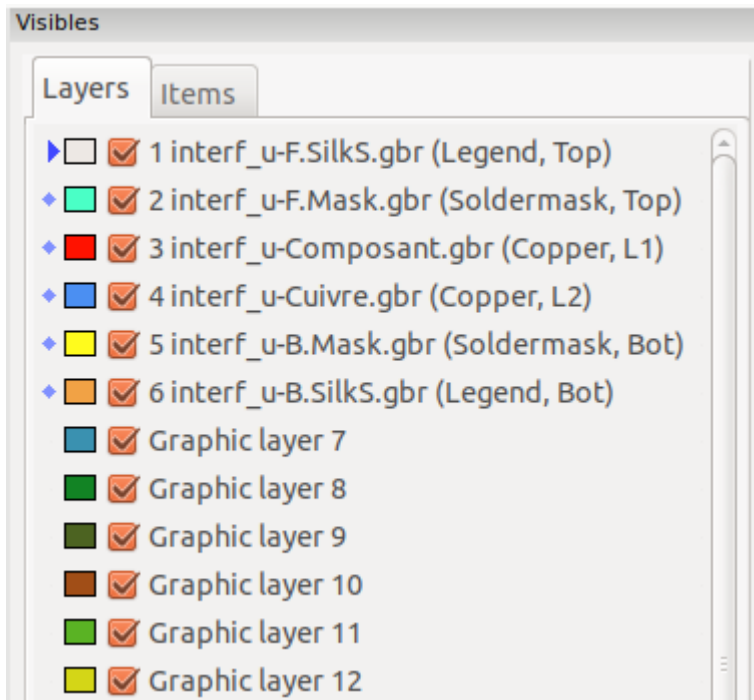 Visibles
Layers Items
1 interf_u-F.SilkS.gbr (Legend, Top)
2 interf_u-F.Mask.gbr (Soldermask, Top)
3 interf_u-Composant.gbr (Copper, L1)
4 interf_u-Cuivre.gbr (Copper, L2)
5 interf_u-B.Mask.gbr (Soldermask, Bot)
6 interf_u-B.SilkS.gbr (Legend, Bot)
Graphic layer 7
Graphic layer 8
Graphic layer 9
Graphic layer 10
Graphic layer 11
Graphic layer 12